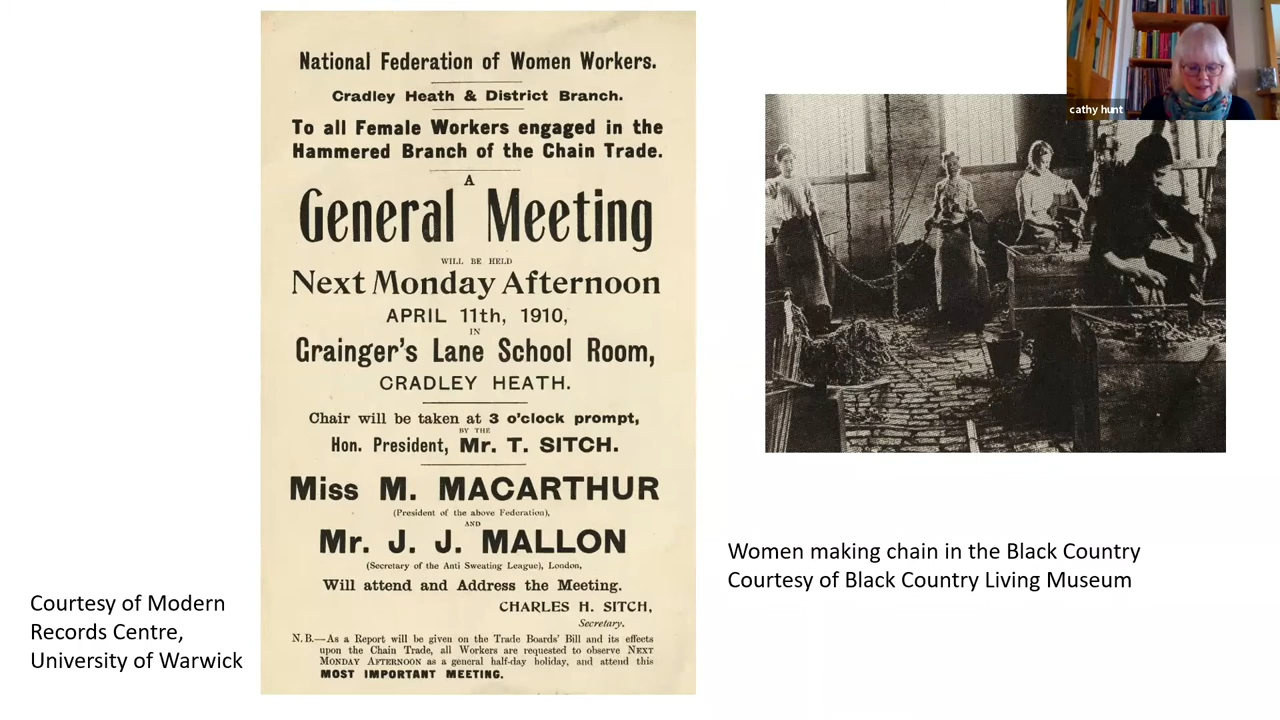 National Federation of Women Workers.
Cradley Heath & District Branch.
To all Female Workers engaged in the
Hammered Branch of the Chain Trade.
A
General Meeting
WILL BE HELD
Next Monday Afternoon
APRIL 11th, 1910,
IN
Grainger's Lane School Room,
CRADLEY HEATH.
Chair will be taken at 3 o'clock prompt,
BY THE
Hon. President, Mr. T. SITCH.
Miss M. MACARTHUR
(President of the above Federation),
AND
Mr. J. J. MALLON
(Secretary of the Anti Sweating League), London,
Will attend and Address the Meeting.
CHARLES H. SITCH,
Secretary.
N.B.—As a Report will be given on the Trade Boards' Bill and its effects
upon the Chain Trade, all Workers are requested to observe NEXT
MONDAY AFTERNOON as a general half-day holiday, and attend this
MOST IMPORTANT MEETING.
Courtesy of Modern
Records Centre,
University of Warwick
cathy hunt
Women making chain in the Black Country
Courtesy of Black Country Living Museum